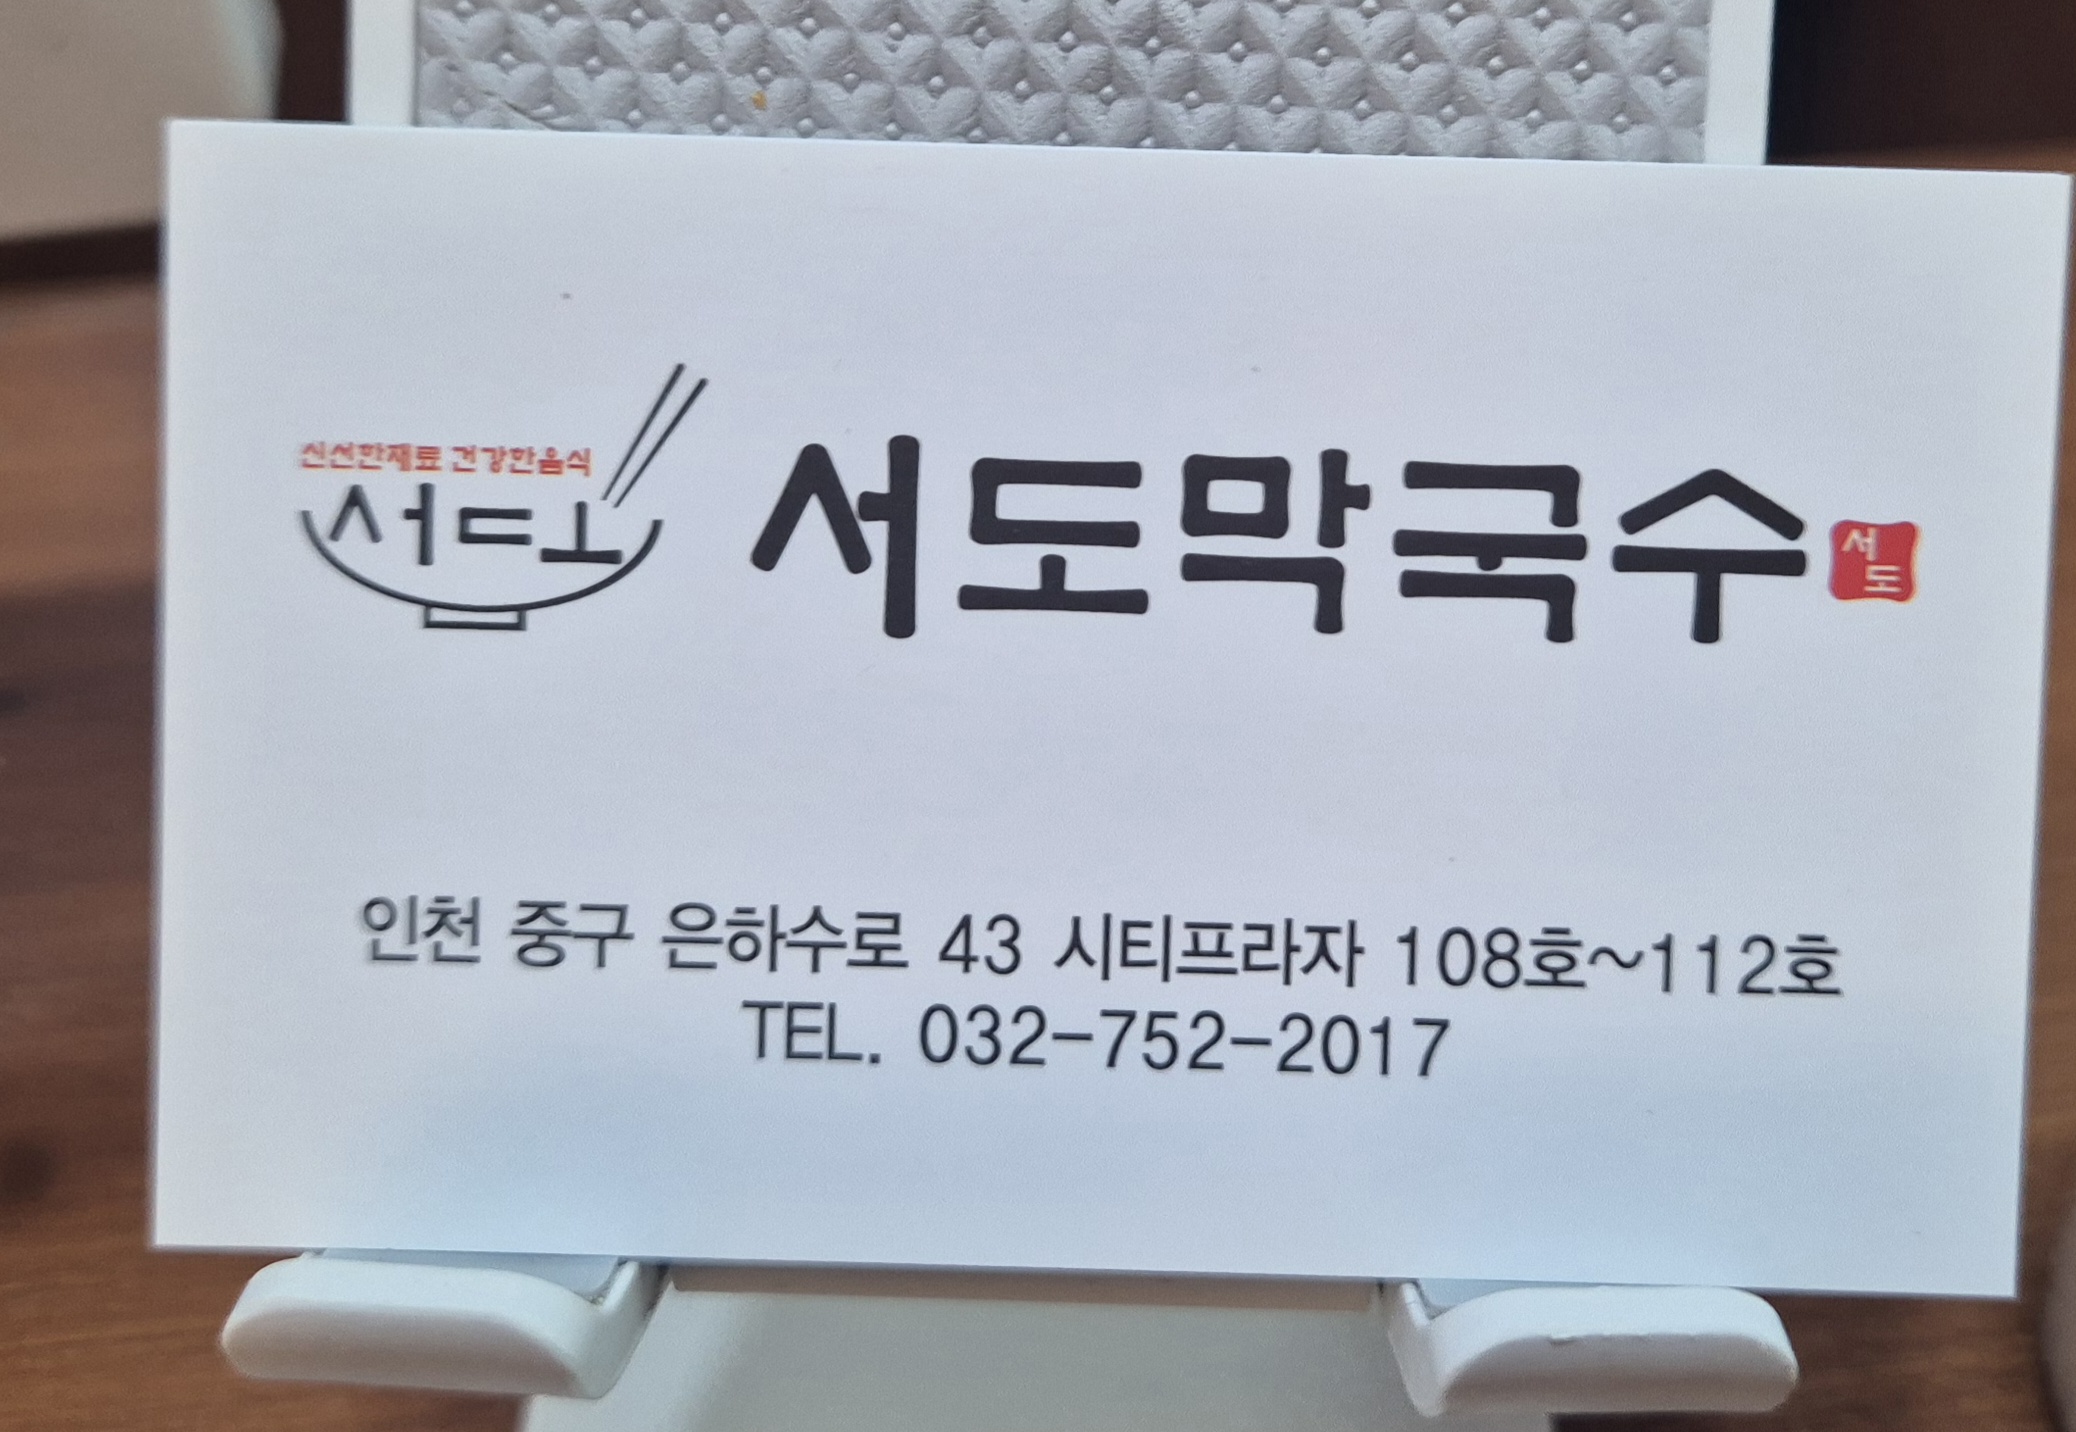 신선한재료 건강한음식
서도
서도막국수
서도
인천 중구 은하수로 43 시티프라자 108호~112호
TEL. 032-752-2017